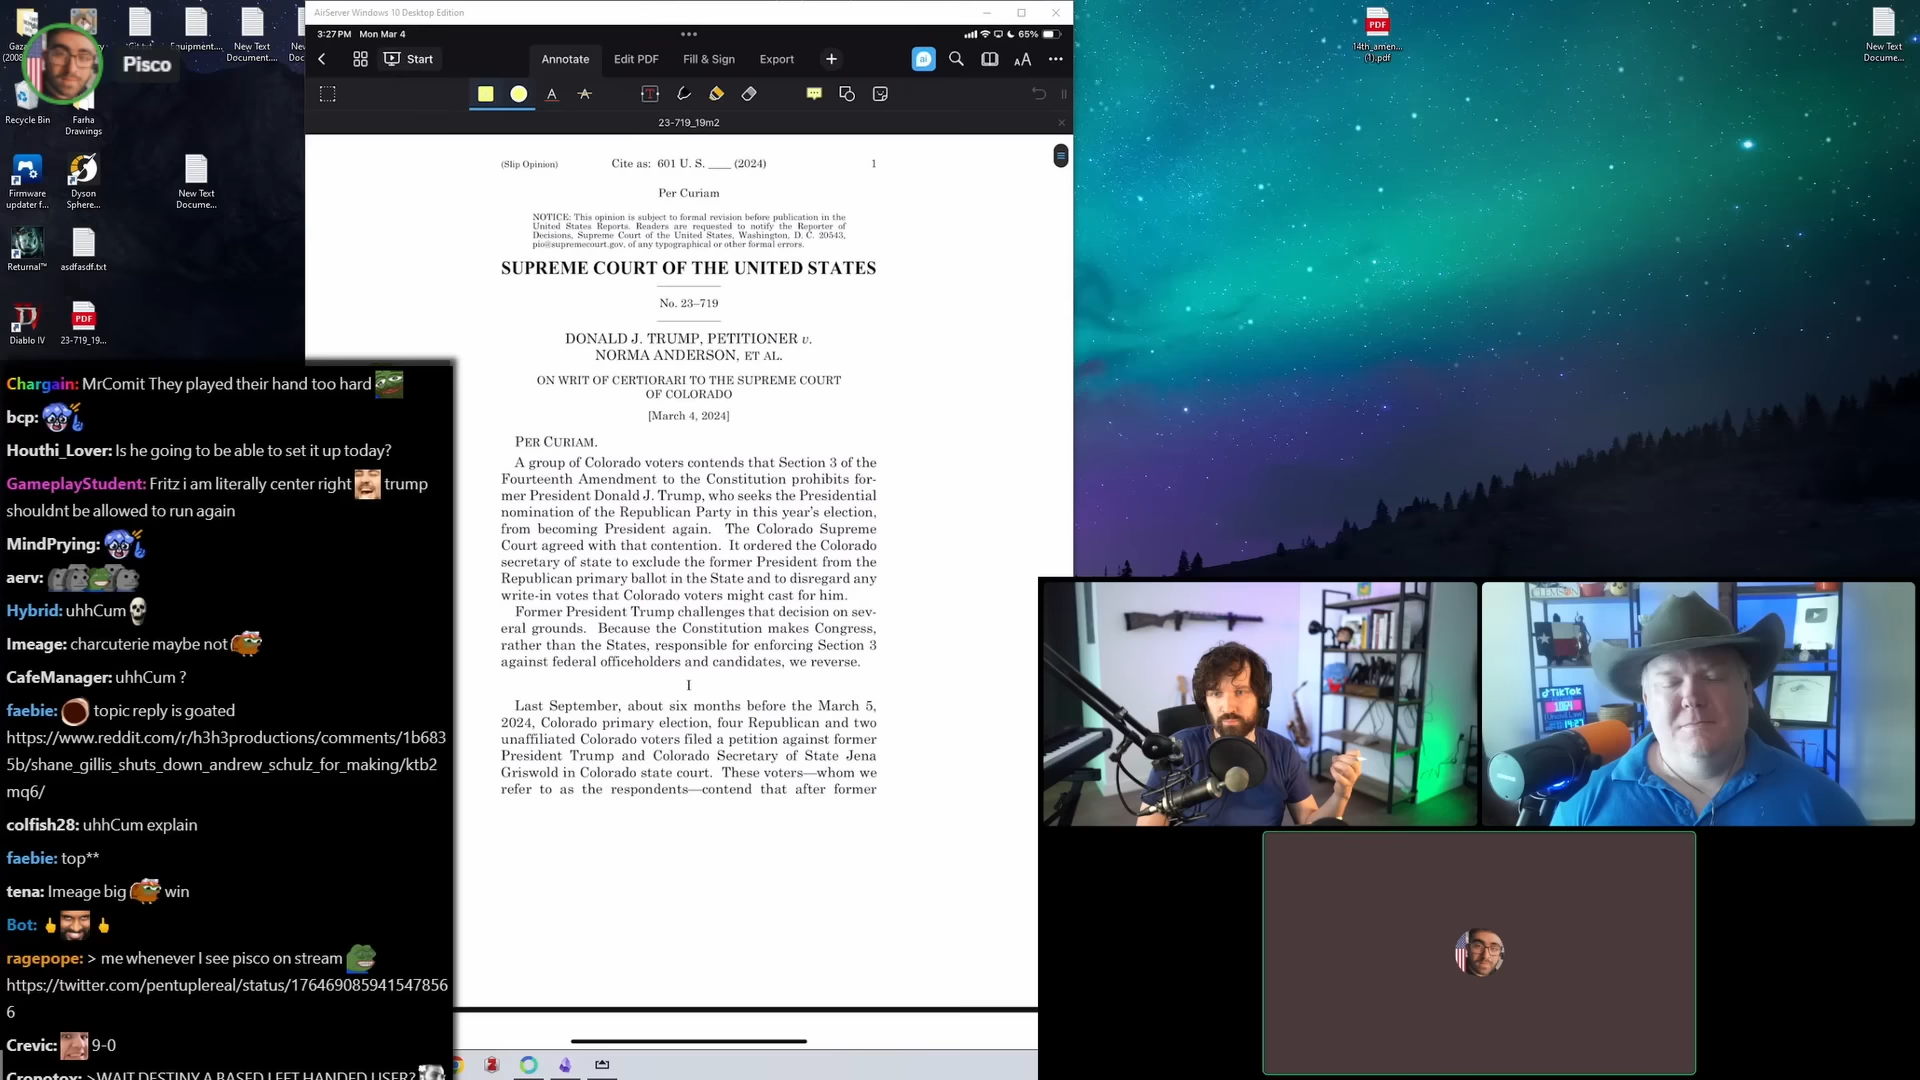 AirServer Windows 10 Desktop Edition
3:27PM Mon Mar 4
65%
Start
Annotate
Edit PDF
Fill & Sign
Export
23-719_19m2
Pisco
Equipment...
New Text
Document....
Recycle Bin
Farha
Drawings
Firmware
updater f...
Dyson
Sphere...
New Text
Docume...
Returnal™
asdfasdf.txt
Diablo IV
23-719_19...
14th_amen...
(1).pdf
New Text
Docume...
(Slip Opinion)
Cite as: 601 U. S. ____ (2024)
1
Per Curiam
NOTICE: This opinion is subject to formal revision before publication in the
United States Reports. Readers are requested to notify the Reporter of
Decisions, Supreme Court of the United States, Washington, D. C. 20543,
pio@supremecourt.gov, of any typographical or other formal errors.
SUPREME COURT OF THE UNITED STATES
No. 23–719
DONALD J. TRUMP, PETITIONER v.
NORMA ANDERSON, ET AL.
ON WRIT OF CERTIORARI TO THE SUPREME COURT
OF COLORADO
[March 4, 2024]
PER CURIAM.
A group of Colorado voters contends that Section 3 of the
Fourteenth Amendment to the Constitution prohibits for-
mer President Donald J. Trump, who seeks the Presidential
nomination of the Republican Party in this year’s election,
from becoming President again. The Colorado Supreme
Court agreed with that contention. It ordered the Colorado
secretary of state to exclude the former President from the
Republican primary ballot in the State and to disregard any
write-in votes that Colorado voters might cast for him.
Former President Trump challenges that decision on sev-
eral grounds. Because the Constitution makes Congress,
rather than the States, responsible for enforcing Section 3
against federal officeholders and candidates, we reverse.
I
Last September, about six months before the March 5,
2024, Colorado primary election, four Republican and two
unaffiliated Colorado voters filed a petition against former
President Trump and Colorado Secretary of State Jena
Griswold in Colorado state court. These voters—whom we
refer to as the respondents—contend that after former
Chargain: MrComit They played their hand too hard
bcp:
Houthi_Lover: Is he going to be able to set it up today?
GameplayStudent: Fritz i am literally center right trump
shouldnt be allowed to run again
MindPrying:
aerv:
Hybrid: uhhCum
Imeage: charcuterie maybe not
CafeManager: uhhCum ?
faebie: topic reply is goated
https://www.reddit.com/r/h3h3productions/comments/1b683
5b/shane_gillis_shuts_down_andrew_schulz_for_making/ktb2
mq6/
colfish28: uhhCum explain
faebie: top**
tena: Imeage big win
Bot:
ragepope: > me whenever I see pisco on stream
https://twitter.com/pentuplereal/status/176469085941547856
6
Crevic: 9-0
Cronotox: >WAIT DESTINY A BASED LEFT HANDED USER?
CLEMSON
TikTok